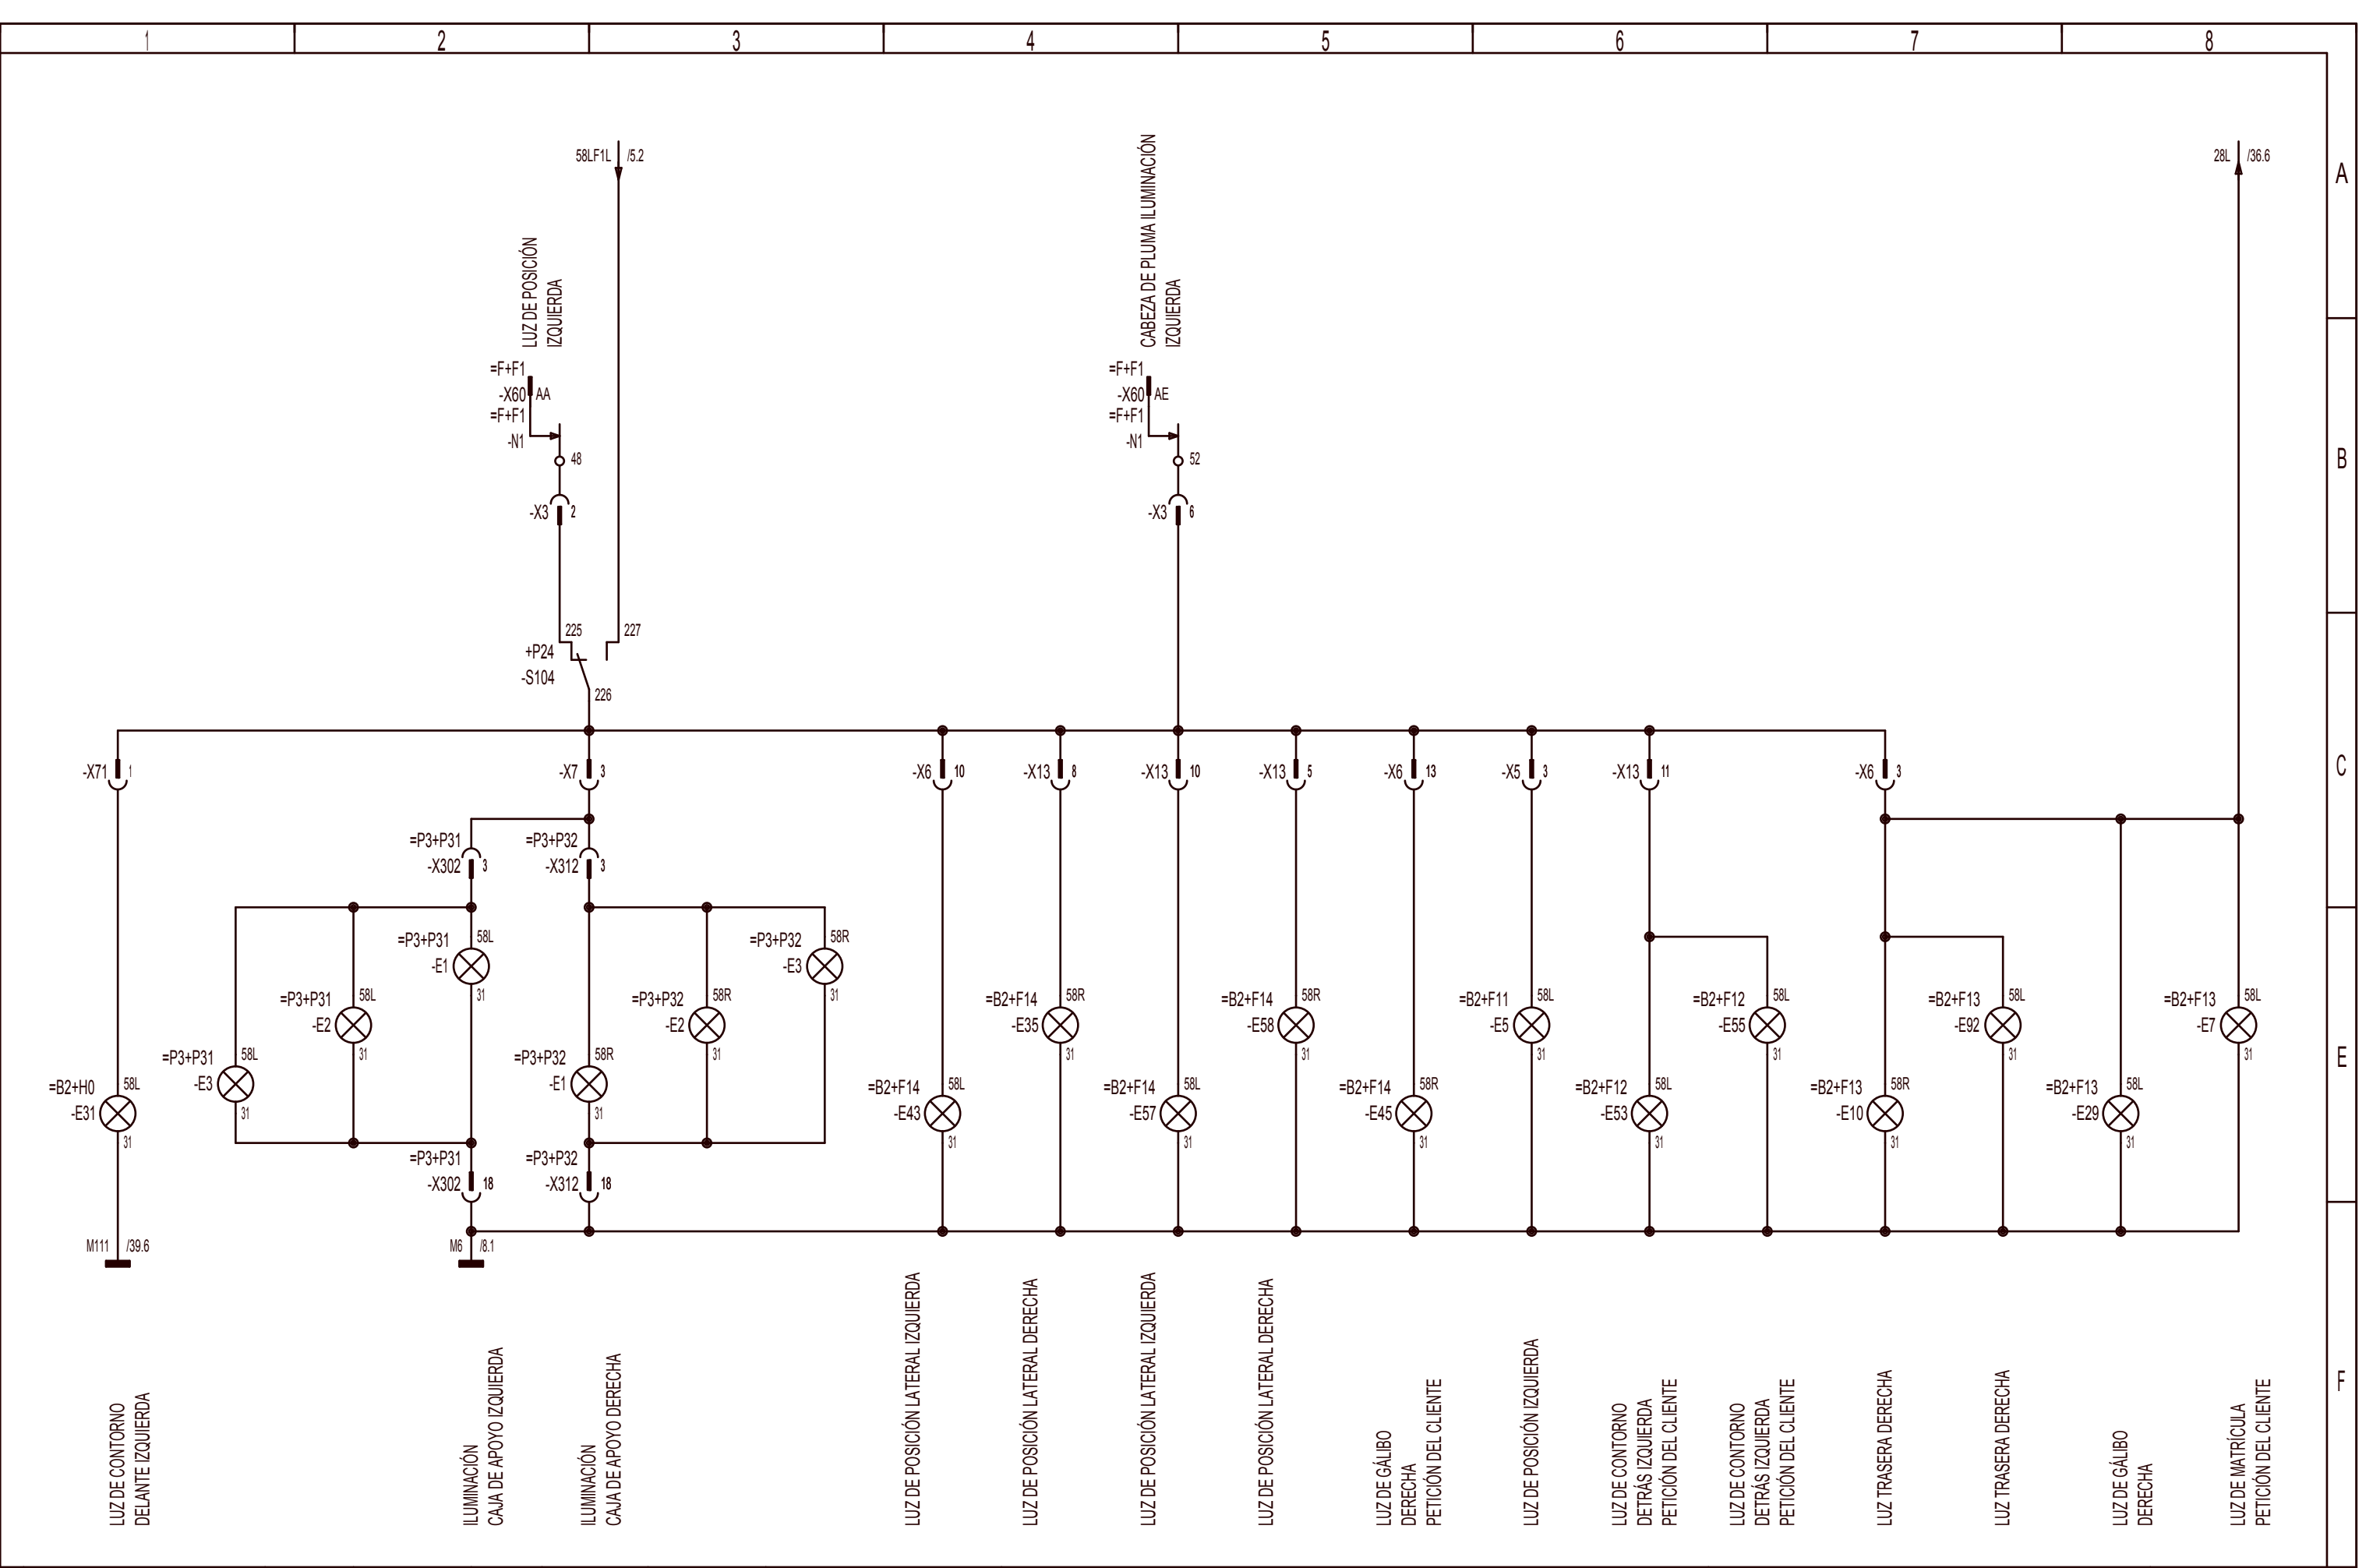 1 2 3 4 5 6 7 8
A
B
C
E
F
58LF1L /5.2
28L /36.6
LUZ DE POSICIÓN
IZQUIERDA
CABEZA DE PLUMA ILUMINACIÓN
IZQUIERDA
=F+F1
-X60 AA
=F+F1
-N1
48
-X3 2
=F+F1
-X60 AE
=F+F1
-N1
52
-X3 6
225 227
+P24
-S104
226
-X71 1
-X7 3
-X6 10
-X13 8
-X13 10
-X13 5
-X6 13
-X5 3
-X13 11
-X6 3
=P3+P31
-X302 3
=P3+P32
-X312 3
=B2+H0 58L
-E31
31
=P3+P31 58L
-E3
31
=P3+P31 58L
-E2
31
=P3+P31 58L
-E1
31
=P3+P32 58R
-E1
31
=P3+P32 58R
-E2
31
=P3+P32 58R
-E3
31
=B2+F14 58L
-E43
31
=B2+F14 58R
-E35
31
=B2+F14 58L
-E57
31
=B2+F14 58R
-E58
31
=B2+F14 58R
-E45
31
=B2+F11 58L
-E5
31
=B2+F12 58L
-E53
31
=B2+F12 58L
-E55
31
=B2+F13 58R
-E10
31
=B2+F13 58L
-E92
31
=B2+F13 58L
-E29
31
=B2+F13 58L
-E7
31
=P3+P31
-X302 18
=P3+P32
-X312 18
M111 /39.6
M6 /8.1
LUZ DE CONTORNO
DELANTE IZQUIERDA
ILUMINACIÓN
CAJA DE APOYO IZQUIERDA
ILUMINACIÓN
CAJA DE APOYO DERECHA
LUZ DE POSICIÓN LATERAL IZQUIERDA
LUZ DE POSICIÓN LATERAL DERECHA
LUZ DE POSICIÓN LATERAL IZQUIERDA
LUZ DE POSICIÓN LATERAL DERECHA
LUZ DE GÁLIBO
DERECHA
PETICIÓN DEL CLIENTE
LUZ DE POSICIÓN IZQUIERDA
LUZ DE CONTORNO
DETRÁS IZQUIERDA
PETICIÓN DEL CLIENTE
LUZ DE CONTORNO
DETRÁS IZQUIERDA
PETICIÓN DEL CLIENTE
LUZ TRASERA DERECHA
LUZ TRASERA DERECHA
LUZ DE GÁLIBO
DERECHA
LUZ DE MATRÍCULA
PETICIÓN DEL CLIENTE